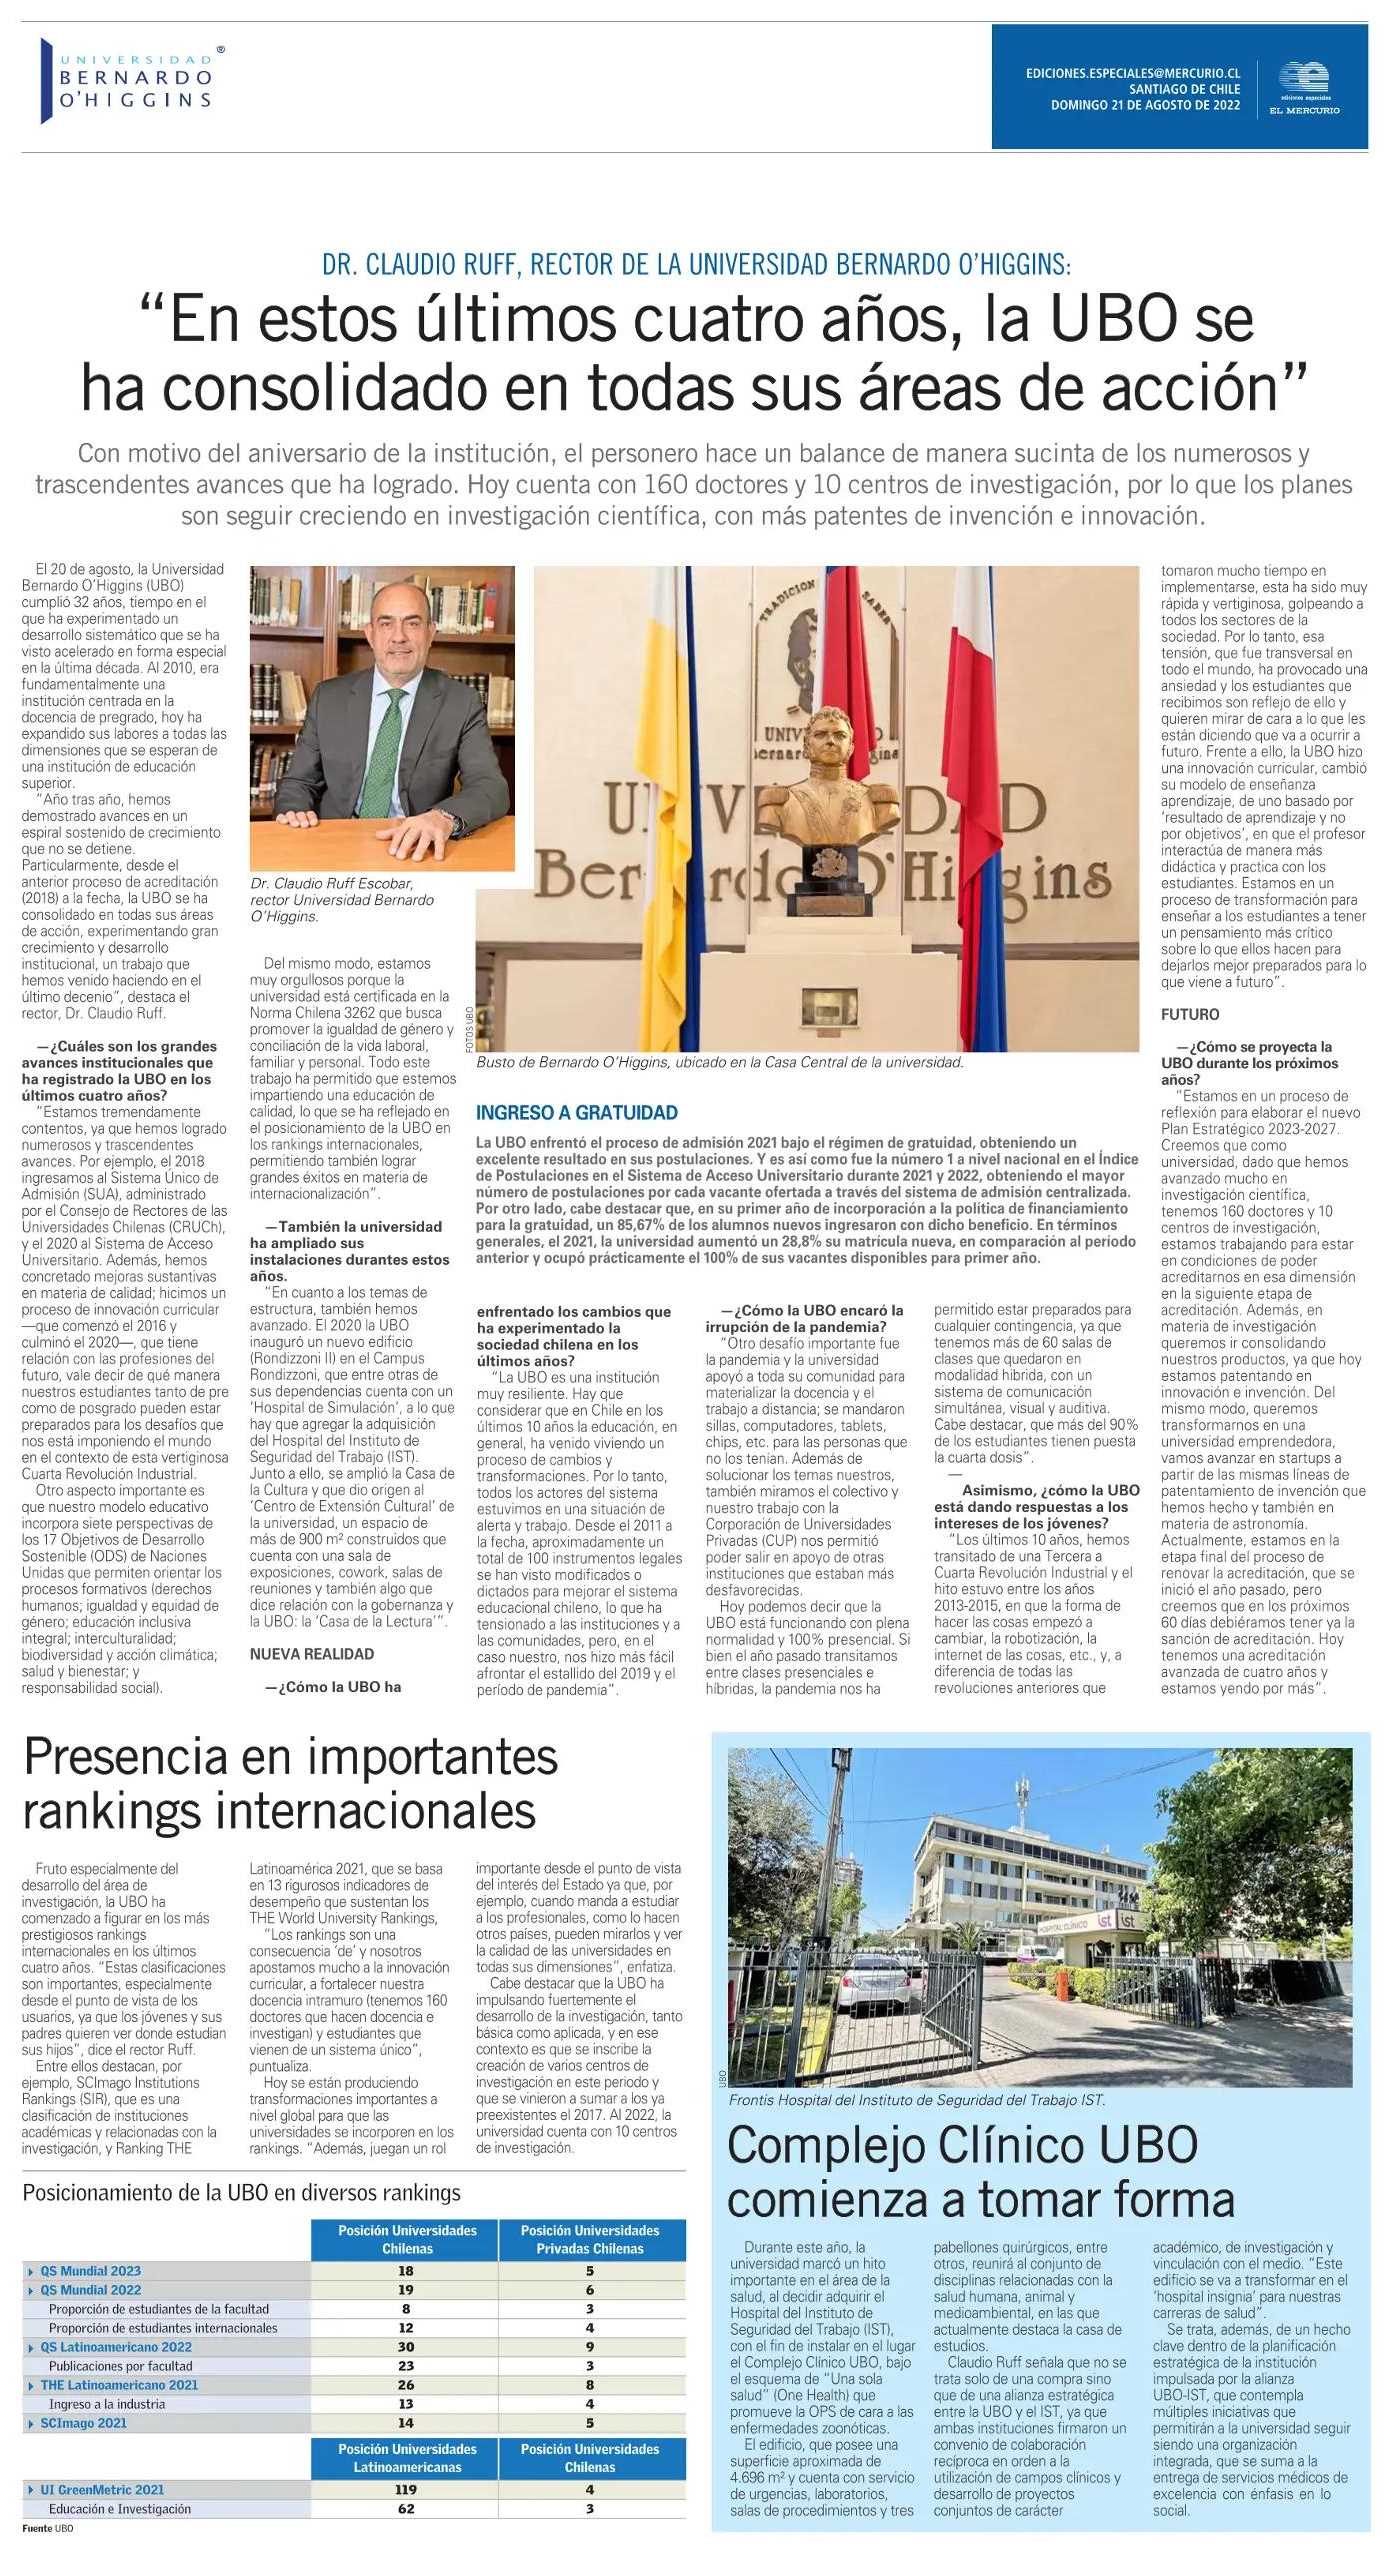 UNIVERSIDAD ®
BERNARDO
O'HIGGINS
EDICIONES.ESPECIALES@MERCURIO.CL
SANTIAGO DE CHILE
DOMINGO 21 DE AGOSTO DE 2022
ediciones especiales
EL MERCURIO
DR. CLAUDIO RUFF, RECTOR DE LA UNIVERSIDAD BERNARDO O'HIGGINS:
“En estos últimos cuatro años, la UBO se
ha consolidado en todas sus áreas de acción”
Con motivo del aniversario de la institución, el personero hace un balance de manera sucinta de los numerosos y
trascendentes avances que ha logrado. Hoy cuenta con 160 doctores y 10 centros de investigación, por lo que los planes
son seguir creciendo en investigación científica, con más patentes de invención e innovación.
El 20 de agosto, la Universidad
Bernardo O'Higgins (UBO)
cumplió 32 años, tiempo en el
que ha experimentado un
desarrollo sistemático que se ha
visto acelerado en forma especial
en la última década. Al 2010, era
fundamentalmente una
institución centrada en la
docencia de pregrado, hoy ha
expandido sus labores a todas las
dimensiones que se esperan de
una institución de educación
superior.
“Año tras año, hemos
demostrado avances en un
espiral sostenido de crecimiento
que no se detiene.
Particularmente, desde el
anterior proceso de acreditación
(2018) a la fecha, la UBO se ha
consolidado en todas sus áreas
de acción, experimentando gran
crecimiento y desarrollo
institucional, un trabajo que
hemos venido haciendo en el
último decenio”, destaca el
rector, Dr. Claudio Ruff.
—¿Cuáles son los grandes
avances institucionales que
ha registrado la UBO en los
últimos cuatro años?
“Estamos tremendamente
contentos, ya que hemos logrado
numerosos y trascendentes
avances. Por ejemplo, el 2018
ingresamos al Sistema Único de
Admisión (SUA), administrado
por el Consejo de Rectores de las
Universidades Chilenas (CRUCh),
y el 2020 al Sistema de Acceso
Universitario. Además, hemos
concretado mejoras sustantivas
en materia de calidad; hicimos un
proceso de innovación curricular
—que comenzó el 2016 y
culminó el 2020—, que tiene
relación con las profesiones del
futuro, vale decir de qué manera
nuestros estudiantes tanto de pre
como de posgrado pueden estar
preparados para los desafíos que
nos está imponiendo el mundo
en el contexto de esta vertiginosa
Cuarta Revolución Industrial.
Otro aspecto importante es
que nuestro modelo educativo
incorpora siete perspectivas de
los 17 Objetivos de Desarrollo
Sostenible (ODS) de Naciones
Unidas que permiten orientar los
procesos formativos (derechos
humanos; igualdad y equidad de
género; educación inclusiva
integral; interculturalidad;
biodiversidad y acción climática;
salud y bienestar; y
responsabilidad social).
Dr. Claudio Ruff Escobar,
rector Universidad Bernardo
O'Higgins.
Del mismo modo, estamos
muy orgullosos porque la
universidad está certificada en la
Norma Chilena 3262 que busca
promover la igualdad de género y
conciliación de la vida laboral,
familiar y personal. Todo este
trabajo ha permitido que estemos
impartiendo una educación de
calidad, lo que se ha reflejado en
el posicionamiento de la UBO en
los rankings internacionales,
permitiendo también lograr
grandes éxitos en materia de
internacionalización”.
—También la universidad
ha ampliado sus
instalaciones durantes estos
años.
“En cuanto a los temas de
estructura, también hemos
avanzado. El 2020 la UBO
inauguró un nuevo edificio
(Rondizzoni II) en el Campus
Rondizzoni, que entre otras de
sus dependencias cuenta con un
‘Hospital de Simulación’, a lo que
hay que agregar la adquisición
del Hospital del Instituto de
Seguridad del Trabajo (IST).
Junto a ello, se amplió la Casa de
la Cultura y que dio origen al
‘Centro de Extensión Cultural’ de
la universidad, un espacio de
más de 900 m² construidos que
cuenta con una sala de
exposiciones, cowork, salas de
reuniones y también algo que
dice relación con la gobernanza y
la UBO: la ‘Casa de la Lectura’”.
NUEVA REALIDAD
—¿Cómo la UBO ha
TRADICION
SABER
UNIV
Bernardo
gins
UNIVERSIDAD
Bernardo O'Higgins
FOTOS UBO
Busto de Bernardo O'Higgins, ubicado en la Casa Central de la universidad.
INGRESO A GRATUIDAD
La UBO enfrentó el proceso de admisión 2021 bajo el régimen de gratuidad, obteniendo un
excelente resultado en sus postulaciones. Y es así como fue la número 1 a nivel nacional en el Índice
de Postulaciones en el Sistema de Acceso Universitario durante 2021 y 2022, obteniendo el mayor
número de postulaciones por cada vacante ofertada a través del sistema de admisión centralizada.
Por otro lado, cabe destacar que, en su primer año de incorporación a la política de financiamiento
para la gratuidad, un 85,67% de los alumnos nuevos ingresaron con dicho beneficio. En términos
generales, el 2021, la universidad aumentó un 28,8% su matrícula nueva, en comparación al período
anterior y ocupó prácticamente el 100% de sus vacantes disponibles para primer año.
enfrentado los cambios que
ha experimentado la
sociedad chilena en los
últimos años?
“La UBO es una institución
muy resiliente. Hay que
considerar que en Chile en los
últimos 10 años la educación, en
general, ha venido viviendo un
proceso de cambios y
transformaciones. Por lo tanto,
todos los actores del sistema
estuvimos en una situación de
alerta y trabajo. Desde el 2011 a
la fecha, aproximadamente un
total de 100 instrumentos legales
se han visto modificados o
dictados para mejorar el sistema
educacional chileno, lo que ha
tensionado a las instituciones y a
las comunidades, pero, en el
caso nuestro, nos hizo más fácil
afrontar el estallido del 2019 y el
período de pandemia”.
—¿Cómo la UBO encaró la
irrupción de la pandemia?
“Otro desafío importante fue
la pandemia y la universidad
apoyó a toda su comunidad para
materializar la docencia y el
trabajo a distancia; se mandaron
sillas, computadores, tablets,
chips, etc. para las personas que
no los tenían. Además de
solucionar los temas nuestros,
también miramos el colectivo y
nuestro trabajo con la
Corporación de Universidades
Privadas (CUP) nos permitió
poder salir en apoyo de otras
instituciones que estaban más
desfavorecidas.
Hoy podemos decir que la
UBO está funcionando con plena
normalidad y 100% presencial. Si
bien el año pasado transitamos
entre clases presenciales e
híbridas, la pandemia nos ha
permitido estar preparados para
cualquier contingencia, ya que
tenemos más de 60 salas de
clases que quedaron en
modalidad híbrida, con un
sistema de comunicación
simultánea, visual y auditiva.
Cabe destacar, que más del 90%
de los estudiantes tienen puesta
la cuarta dosis”.
—
Asimismo, ¿cómo la UBO
está dando respuestas a los
intereses de los jóvenes?
“Los últimos 10 años, hemos
transitado de una Tercera a
Cuarta Revolución Industrial y el
hito estuvo entre los años
2013-2015, en que la forma de
hacer las cosas empezó a
cambiar, la robotización, la
internet de las cosas, etc., y, a
diferencia de todas las
revoluciones anteriores que
tomaron mucho tiempo en
implementarse, esta ha sido muy
rápida y vertiginosa, golpeando a
todos los sectores de la
sociedad. Por lo tanto, esa
tensión, que fue transversal en
todo el mundo, ha provocado una
ansiedad y los estudiantes que
recibimos son reflejo de ello y
quieren mirar de cara a lo que les
están diciendo que va a ocurrir a
futuro. Frente a ello, la UBO hizo
una innovación curricular, cambió
su modelo de enseñanza
aprendizaje, de uno basado por
‘resultado de aprendizaje y no
por objetivos’, en que el profesor
interactúa de manera más
didáctica y practica con los
estudiantes. Estamos en un
proceso de transformación para
enseñar a los estudiantes a tener
un pensamiento más crítico
sobre lo que ellos hacen para
dejarlos mejor preparados para lo
que viene a futuro”.
FUTURO
—¿Cómo se proyecta la
UBO durante los próximos
años?
“Estamos en un proceso de
reflexión para elaborar el nuevo
Plan Estratégico 2023-2027.
Creemos que como
universidad, dado que hemos
avanzado mucho en
investigación científica,
tenemos 160 doctores y 10
centros de investigación,
estamos trabajando para estar
en condiciones de poder
acreditarnos en esa dimensión
en la siguiente etapa de
acreditación. Además, en
materia de investigación
queremos ir consolidando
nuestros productos, ya que hoy
estamos patentando en
innovación e invención. Del
mismo modo, queremos
transformarnos en una
universidad emprendedora,
vamos avanzar en startups a
partir de las mismas líneas de
patentamiento de invención que
hemos hecho y también en
materia de astronomía.
Actualmente, estamos en la
etapa final del proceso de
renovar la acreditación, que se
inició el año pasado, pero
creemos que en los próximos
60 días debiéramos tener ya la
sanción de acreditación. Hoy
tenemos una acreditación
avanzada de cuatro años y
estamos yendo por más”.
Presencia en importantes
rankings internacionales
Fruto especialmente del
desarrollo del área de
investigación, la UBO ha
comenzado a figurar en los más
prestigiosos rankings
internacionales en los últimos
cuatro años. “Estas clasificaciones
son importantes, especialmente
desde el punto de vista de los
usuarios, ya que los jóvenes y sus
padres quieren ver donde estudian
sus hijos”, dice el rector Ruff.
Entre ellos destacan, por
ejemplo, SCImago Institutions
Rankings (SIR), que es una
clasificación de instituciones
académicas y relacionadas con la
investigación, y Ranking THE
Latinoamérica 2021, que se basa
en 13 rigurosos indicadores de
desempeño que sustentan los
THE World University Rankings,
“Los rankings son una
consecuencia ‘de’ y nosotros
apostamos mucho a la innovación
curricular, a fortalecer nuestra
docencia intramuro (tenemos 160
doctores que hacen docencia e
investigan) y estudiantes que
vienen de un sistema único”,
puntualiza.
Hoy se están produciendo
transformaciones importantes a
nivel global para que las
universidades se incorporen en los
rankings. “Además, juegan un rol
importante desde el punto de vista
del interés del Estado ya que, por
ejemplo, cuando manda a estudiar
a los profesionales, como lo hacen
otros países, pueden mirarlos y ver
la calidad de las universidades en
todas sus dimensiones”, enfatiza.
Cabe destacar que la UBO ha
impulsando fuertemente el
desarrollo de la investigación, tanto
básica como aplicada, y en ese
contexto es que se inscribe la
creación de varios centros de
investigación en este periodo y
que se vinieron a sumar a los ya
preexistentes el 2017. Al 2022, la
universidad cuenta con 10 centros
de investigación.
Posicionamiento de la UBO en diversos rankings
Posición Universidades Chilenas Posición Universidades Privadas Chilenas
QS Mundial 2023 18 5
QS Mundial 2022 19 6
Proporción de estudiantes de la facultad 8 3
Proporción de estudiantes internacionales 12 4
QS Latinoamericano 2022 30 9
Publicaciones por facultad 23 3
THE Latinoamericano 2021 26 8
Ingreso a la industria 13 4
SCImago 2021 14 5
Posición Universidades Latinoamericanas Posición Universidades Chilenas
UI GreenMetric 2021 119 4
Educación e Investigación 62 3
Fuente UBO
HOSPITAL CLÍNICO ist ist
UBO
Frontis Hospital del Instituto de Seguridad del Trabajo IST.
Complejo Clínico UBO
comienza a tomar forma
Durante este año, la
universidad marcó un hito
importante en el área de la
salud, al decidir adquirir el
Hospital del Instituto de
Seguridad del Trabajo (IST),
con el fin de instalar en el lugar
el Complejo Clínico UBO, bajo
el esquema de “Una sola
salud” (One Health) que
promueve la OPS de cara a las
enfermedades zoonóticas.
El edificio, que posee una
superficie aproximada de
4.696 m² y cuenta con servicio
de urgencias, laboratorios,
salas de procedimientos y tres
pabellones quirúrgicos, entre
otros, reunirá al conjunto de
disciplinas relacionadas con la
salud humana, animal y
medioambiental, en las que
actualmente destaca la casa de
estudios.
Claudio Ruff señala que no se
trata solo de una compra sino
que de una alianza estratégica
entre la UBO y el IST, ya que
ambas instituciones firmaron un
convenio de colaboración
recíproca en orden a la
utilización de campos clínicos y
desarrollo de proyectos
conjuntos de carácter
académico, de investigación y
vinculación con el medio. “Este
edificio se va a transformar en el
‘hospital insignia’ para nuestras
carreras de salud”.
Se trata, además, de un hecho
clave dentro de la planificación
estratégica de la institución
impulsada por la alianza
UBO-IST, que contempla
múltiples iniciativas que
permitirán a la universidad seguir
siendo una organización
integrada, que se suma a la
entrega de servicios médicos de
excelencia con énfasis en lo
social.